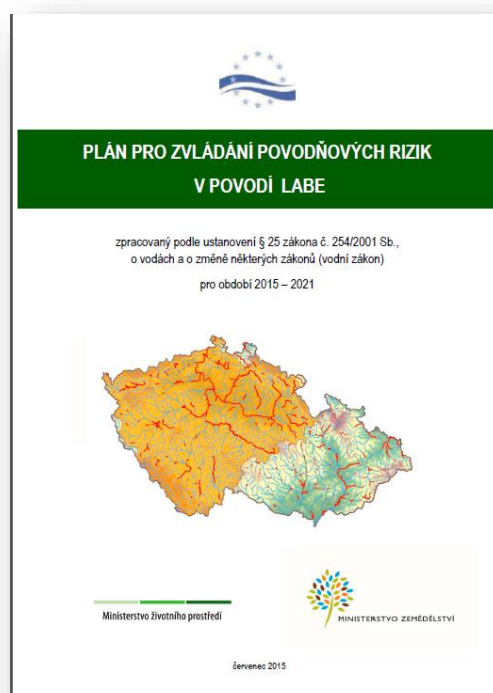 PLÁN PRO ZVLÁDÁNÍ POVODŇOVÝCH RIZIK
V POVODÍ LABE
zpracovaný podle ustanovení § 25 zákona č. 254/2001 Sb.,
o vodách a o změně některých zákonů (vodní zákon)
pro období 2015 – 2021
Ministerstvo životního prostředí
MINISTERSTVO ZEMĚDĚLSTVÍ
červenec 2015